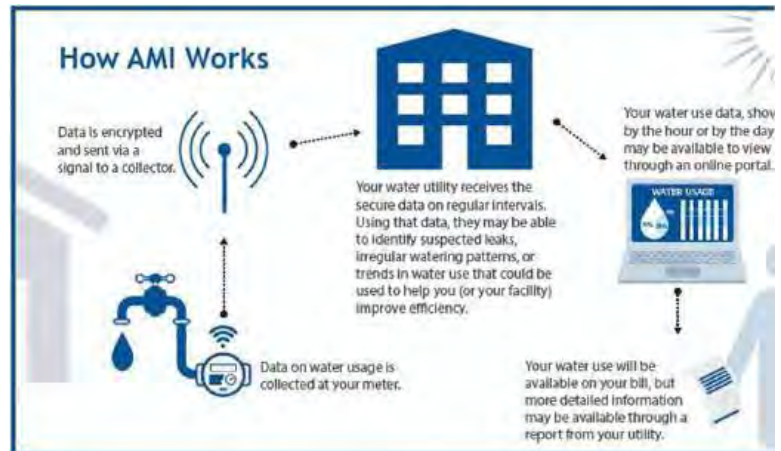 How AMI Works
Data is encrypted
and sent via a
signal to a collector.
Your water utility receives the
secure data on regular intervals.
Using that data, they may be able
to identify suspected leaks,
irregular watering patterns, or
trends in water use that could be
used to help you (or your facility)
improve efficiency.
Your water use data, show
by the hour or by the day
may be available to view
through an online portal.
WATER USAGE
Data on water usage is
collected at your meter.
Your water use will be
available on your bill, but
more detailed information
may be available through a
report from your utility.